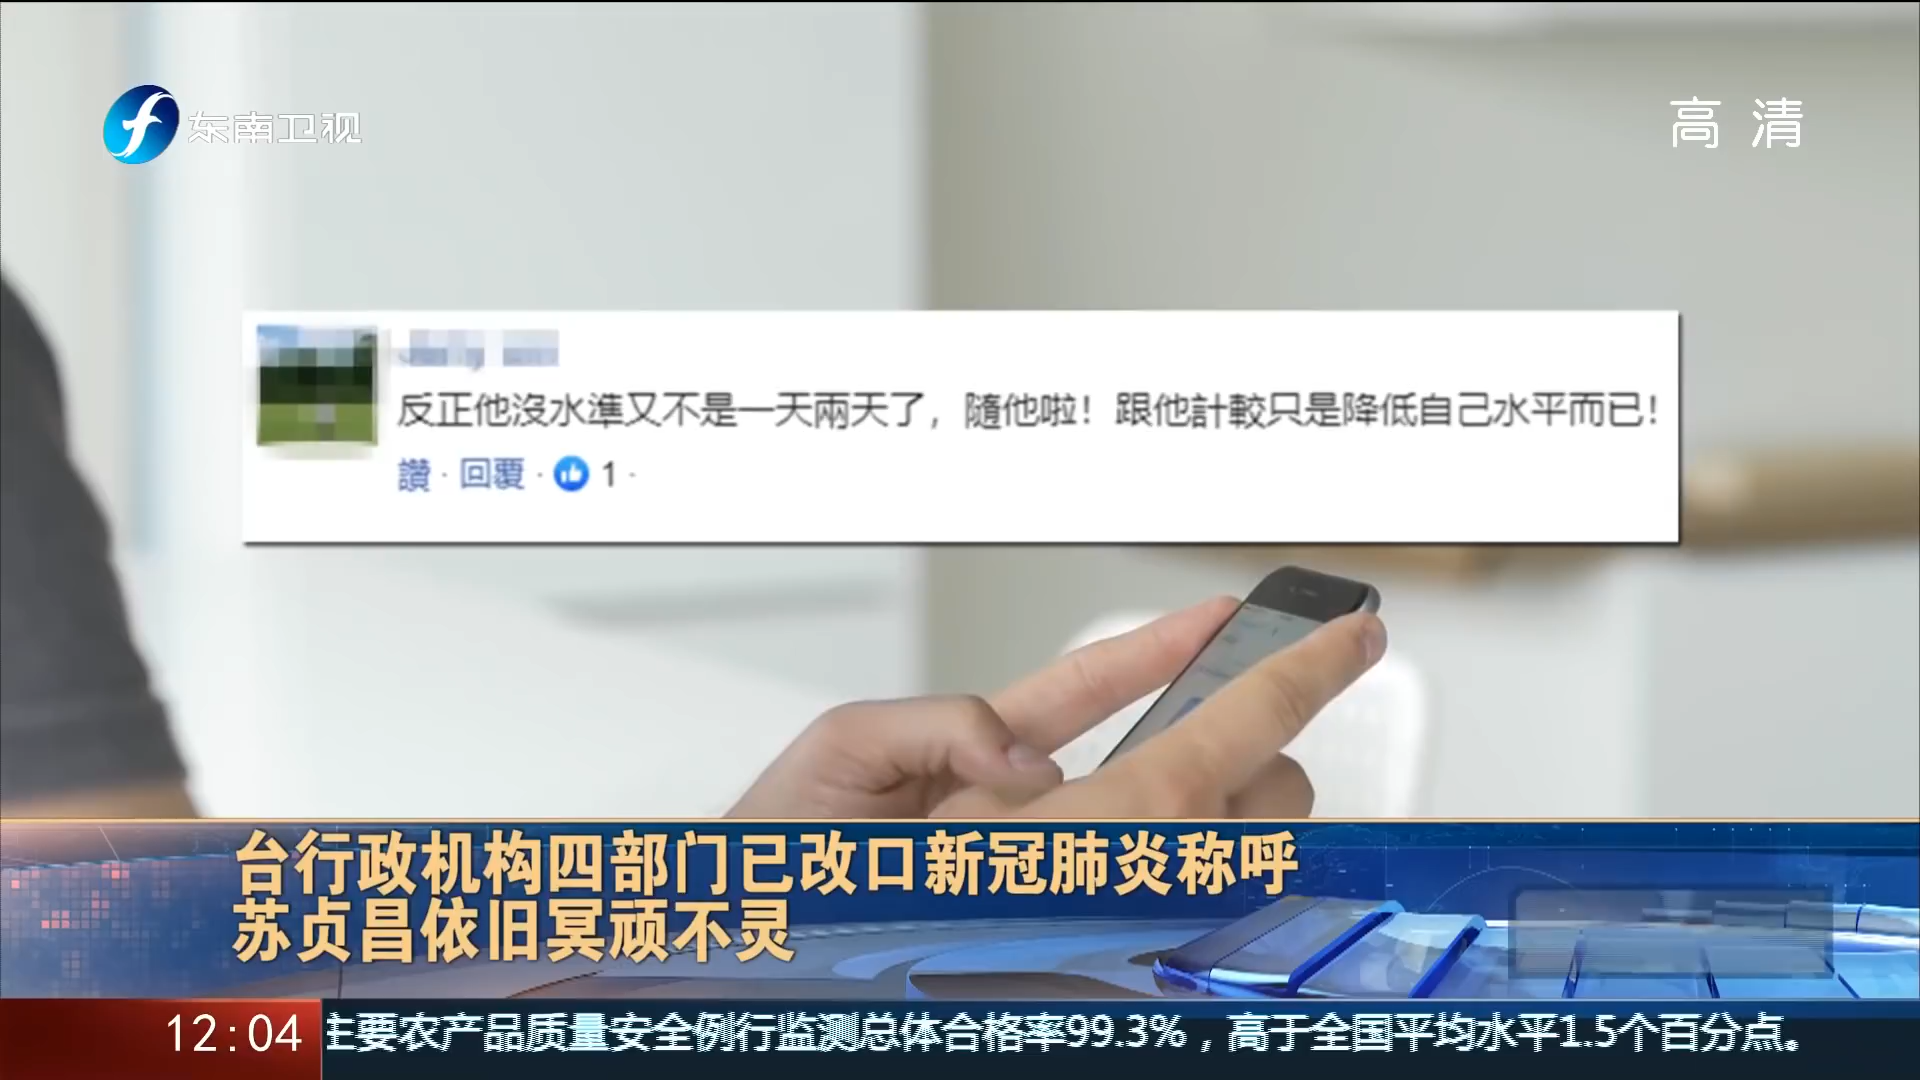 东南卫视
高清
反正他沒水準又不是一天兩天了，隨他啦！跟他計較只是降低自己水平而已！
讚 · 回覆 · 1 ·
台行政机构四部门已改口新冠肺炎称呼
苏贞昌依旧冥顽不灵
12:04
主要农产品质量安全例行监测总体合格率99.3%，高于全国平均水平1.5个百分点。